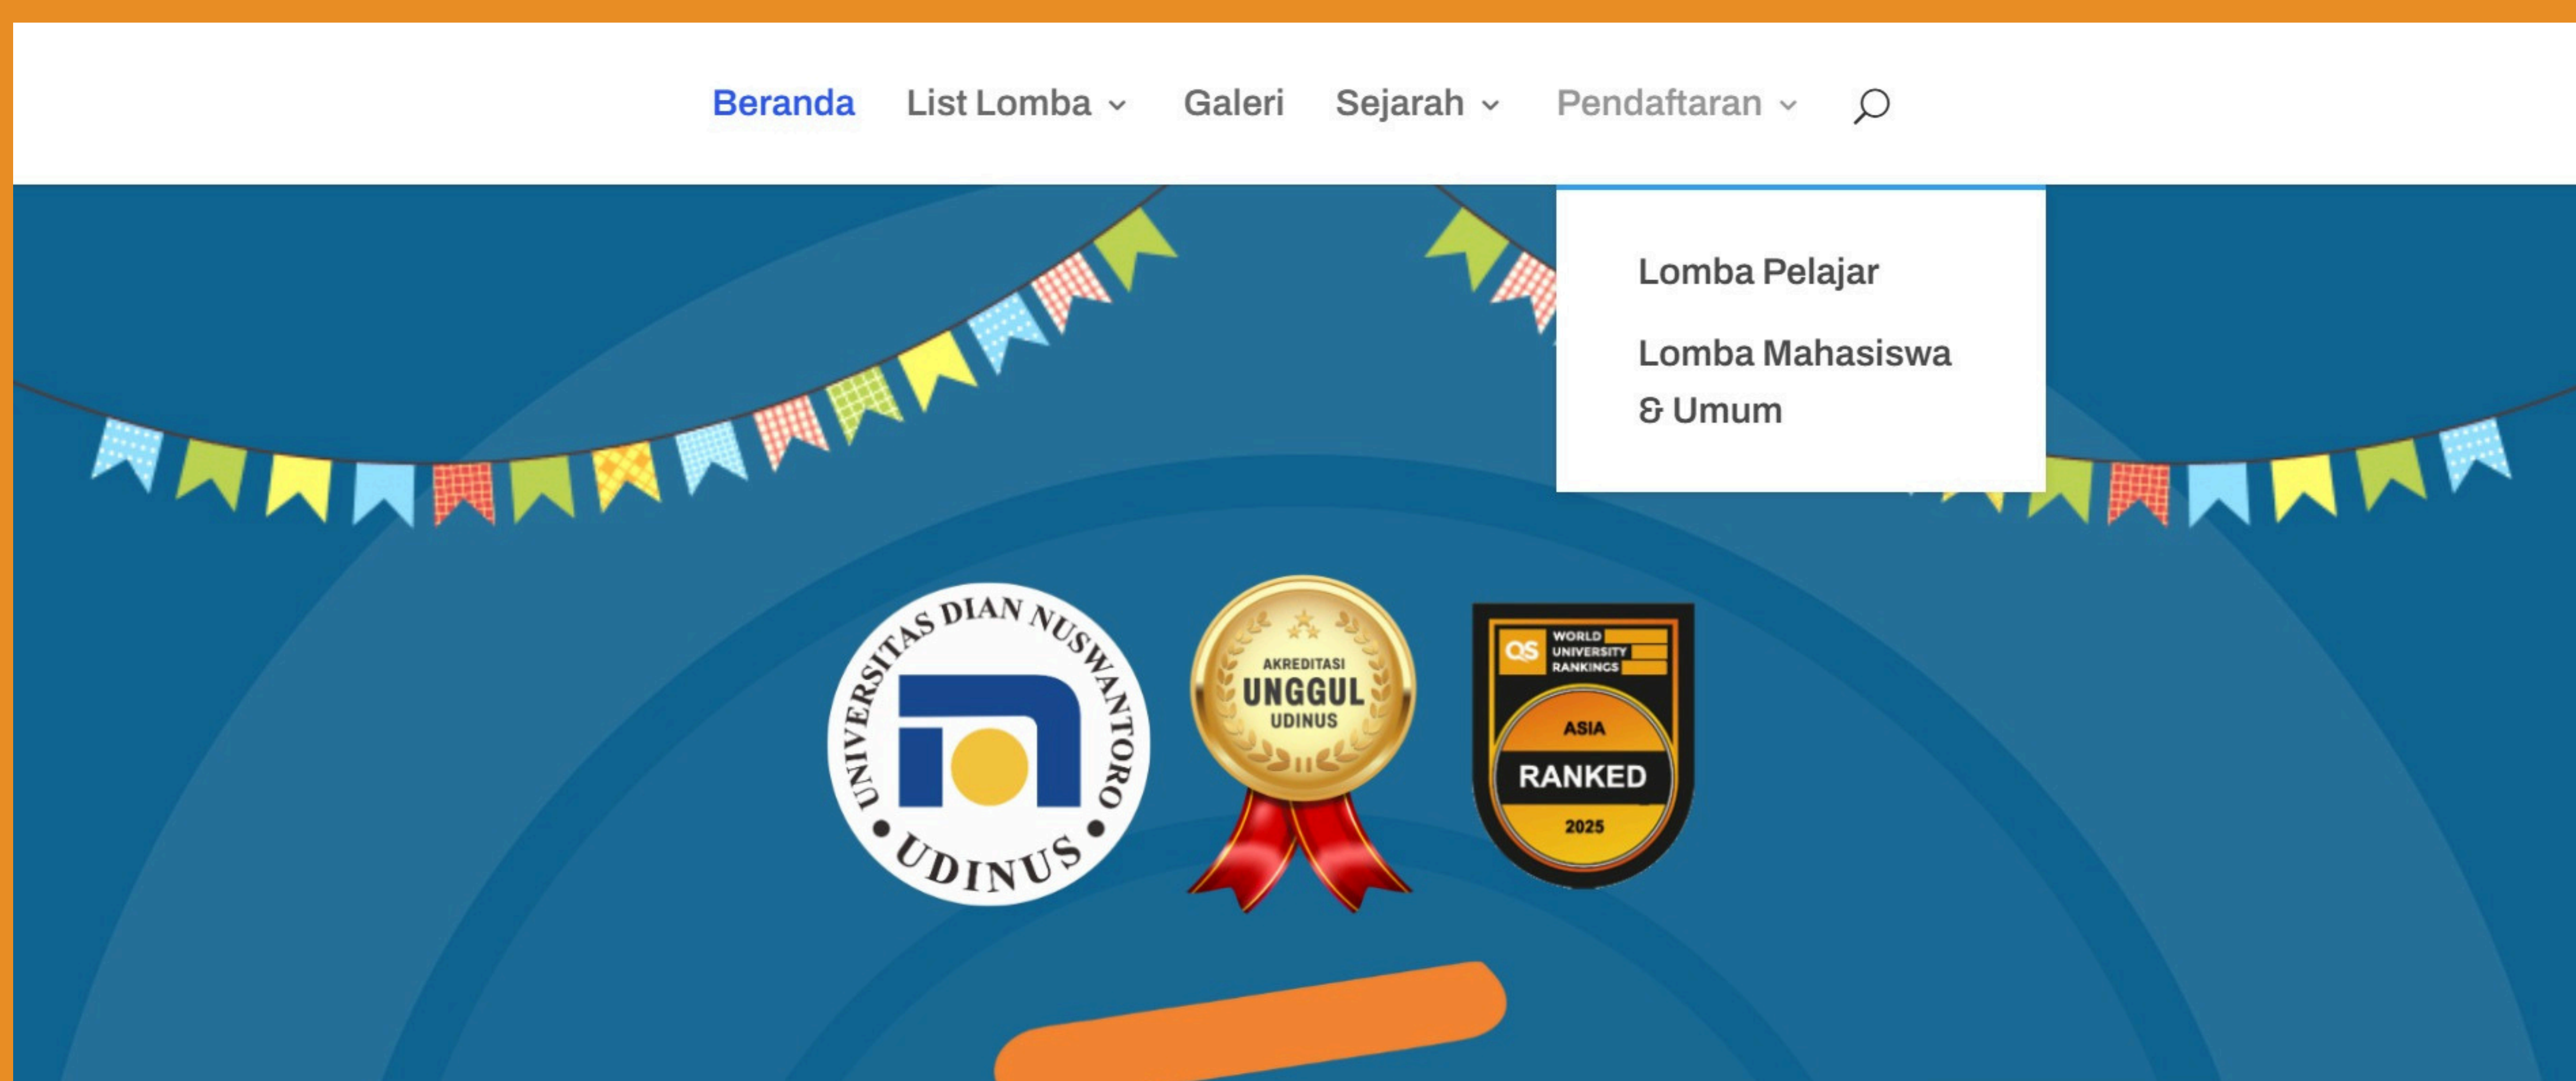 Beranda List Lomba Galeri Sejarah Pendaftaran
Lomba Pelajar
Lomba Mahasiswa
& Umum
UNIVERSITAS DIAN NUSWANTORO
UDINUS
AKREDITASI
UNGGUL
UDINUS
QS WORLD
UNIVERSITY
RANKINGS
ASIA
RANKED
2025